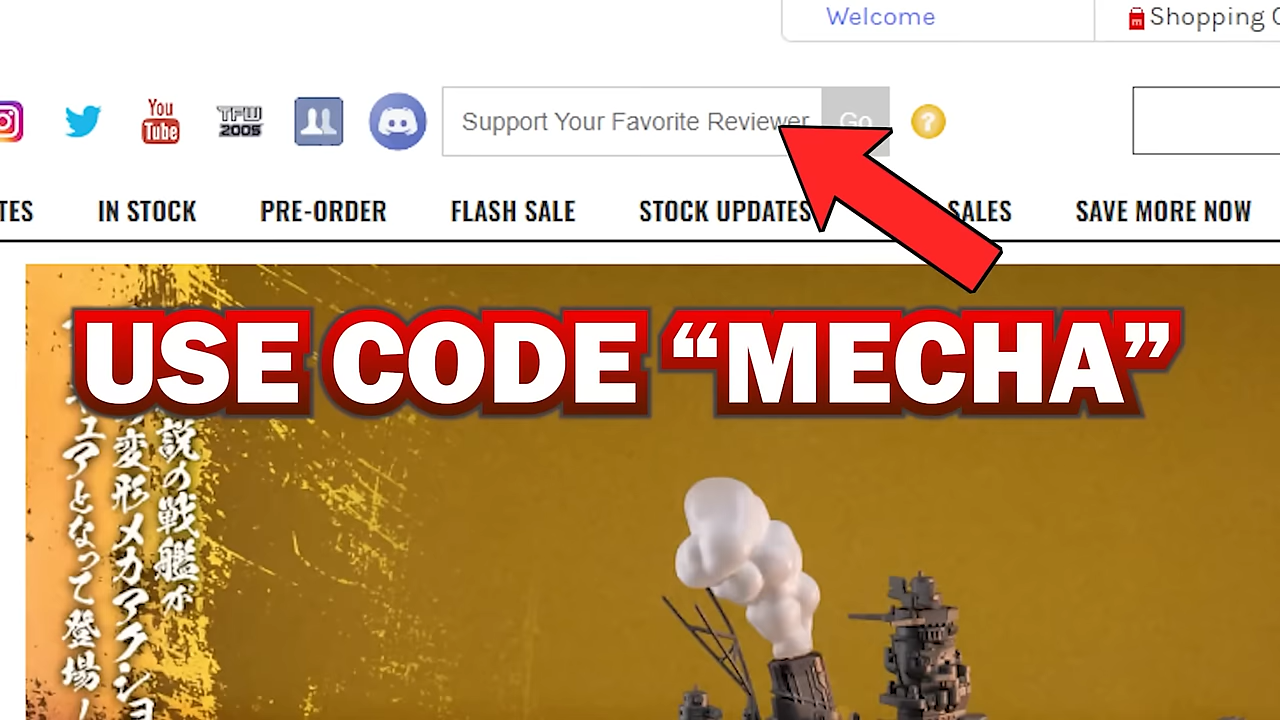 Welcome
Shopping
You
Tube
TFW
2005
Support Your Favorite Reviewer
Go
?
IN STOCK
PRE-ORDER
FLASH SALE
STOCK UPDATES
SALES
SAVE MORE NOW
USE CODE “MECHA”
説の戦艦が
変形メカアクショ
ュアとなって登場！